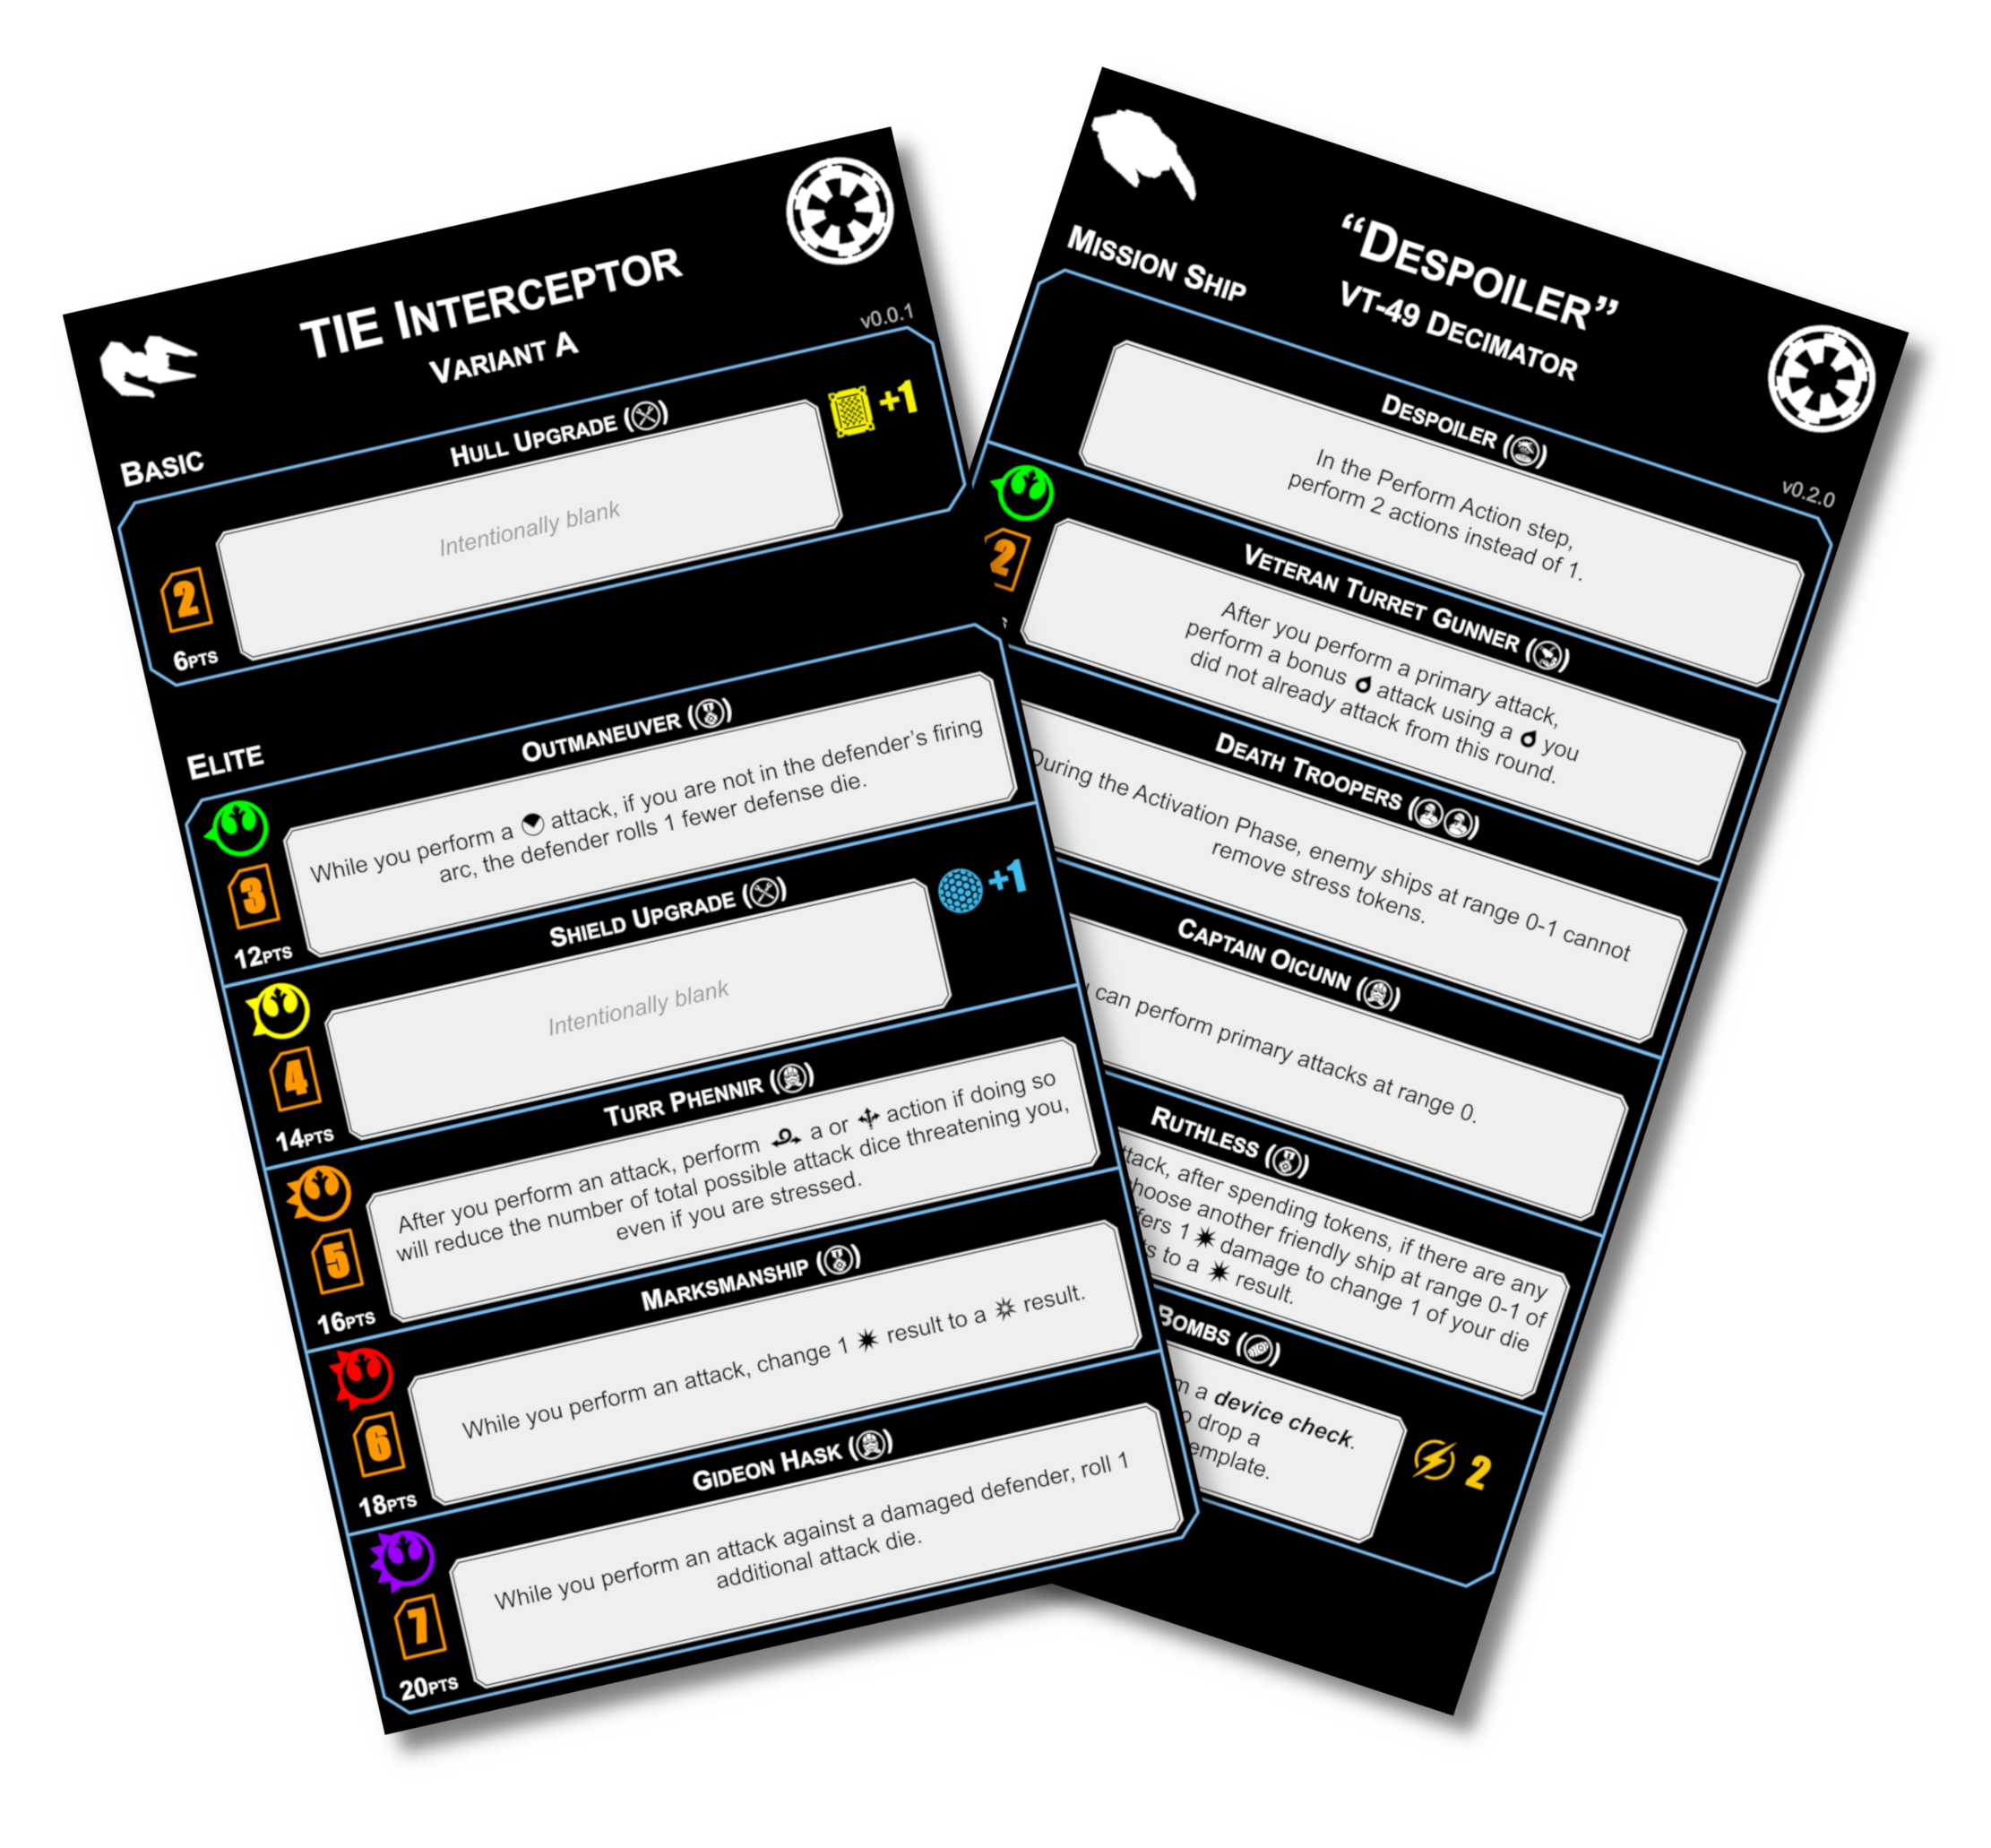 TIE Interceptor
Variant A
v0.0.1
Basic
Hull Upgrade ( )
+1
Intentionally blank
2
6pts
Elite
Outmaneuver ( )
While you perform a attack, if you are not in the defender’s firing
arc, the defender rolls 1 fewer defense die.
3
12pts
Shield Upgrade ( )
+1
Intentionally blank
4
14pts
Turr Phennir ( )
After you perform an attack, perform a or action if doing so
will reduce the number of total possible attack dice threatening you,
even if you are stressed.
5
16pts
Marksmanship ( )
While you perform an attack, change 1 result to a result.
6
18pts
Gideon Hask ( )
While you perform an attack against a damaged defender, roll 1
additional attack die.
7
20pts
“Despoiler”
VT-49 Decimator
v0.2.0
Mission Ship
Despoiler ( )
In the Perform Action step,
perform 2 actions instead of 1.
2
Veteran Turret Gunner ( )
After you perform a primary attack,
perform a bonus attack using a you
did not already attack from this round.
Death Troopers ( )
During the Activation Phase, enemy ships at range 0-1 cannot
remove stress tokens.
Captain Oicunn ( )
can perform primary attacks at range 0.
Ruthless ( )
after spending tokens, if there are any
another friendly ship at range 0-1 of
1 damage to change 1 of your die
to a result.
Bombs ( )
a device check.
drop a
2